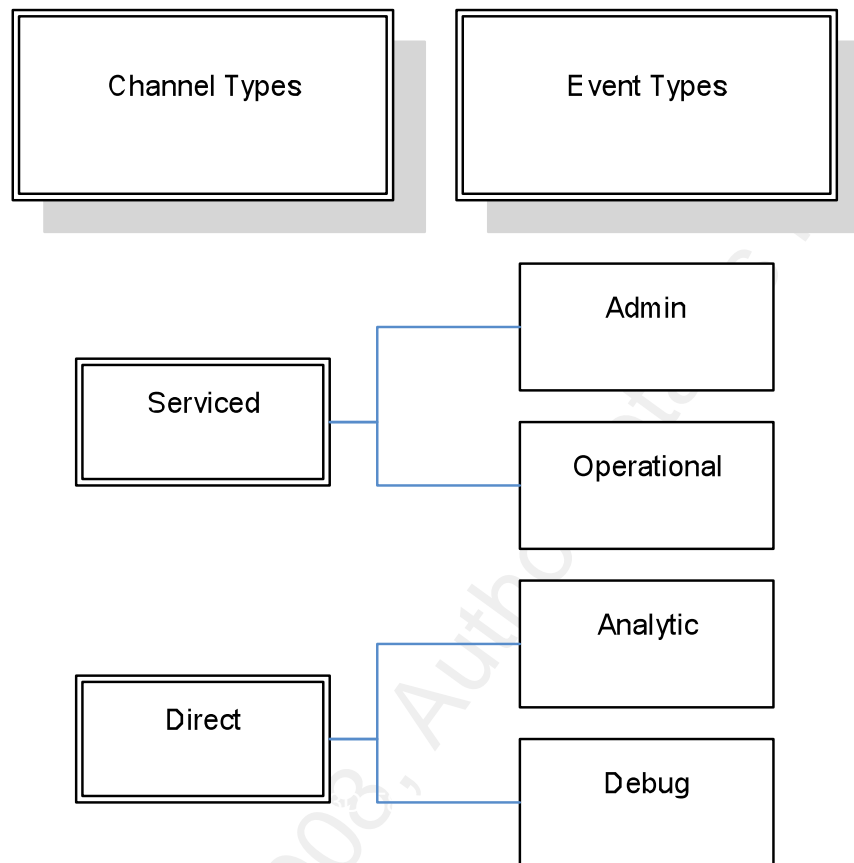 Channel Types
Event Types
Admin
Serviced
Operational
Analytic
Direct
Debug